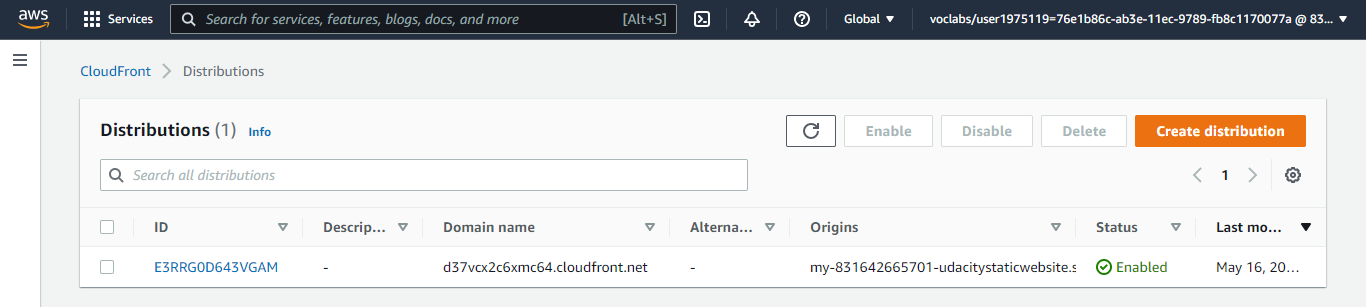 aws Services Search for services, features, blogs, docs, and more [Alt+S] Global voclabs/user1975119=76e1b86c-ab3e-11ec-9789-fb8c1170077a @ 83...
CloudFront Distributions
Distributions (1) Info Enable Disable Delete Create distribution
Search all distributions 1
ID Descrip... Domain name Alterna... Origins Status Last mo...
E3RRG0D643VGAM - d37vcx2c6xmc64.cloudfront.net - my-831642665701-udacitystaticwebsite.s Enabled May 16, 20...